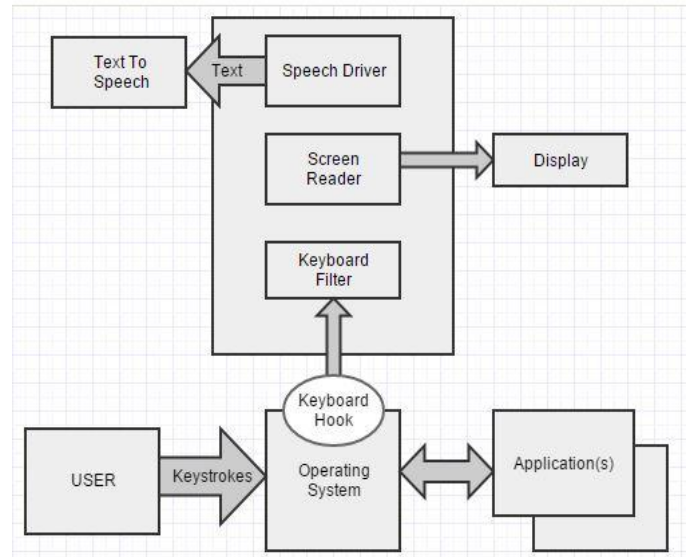 Text To
Speech
Text
Speech Driver
Screen
Reader
Display
Keyboard
Filter
Keyboard
Hook
USER
Keystrokes
Operating
System
Application(s)